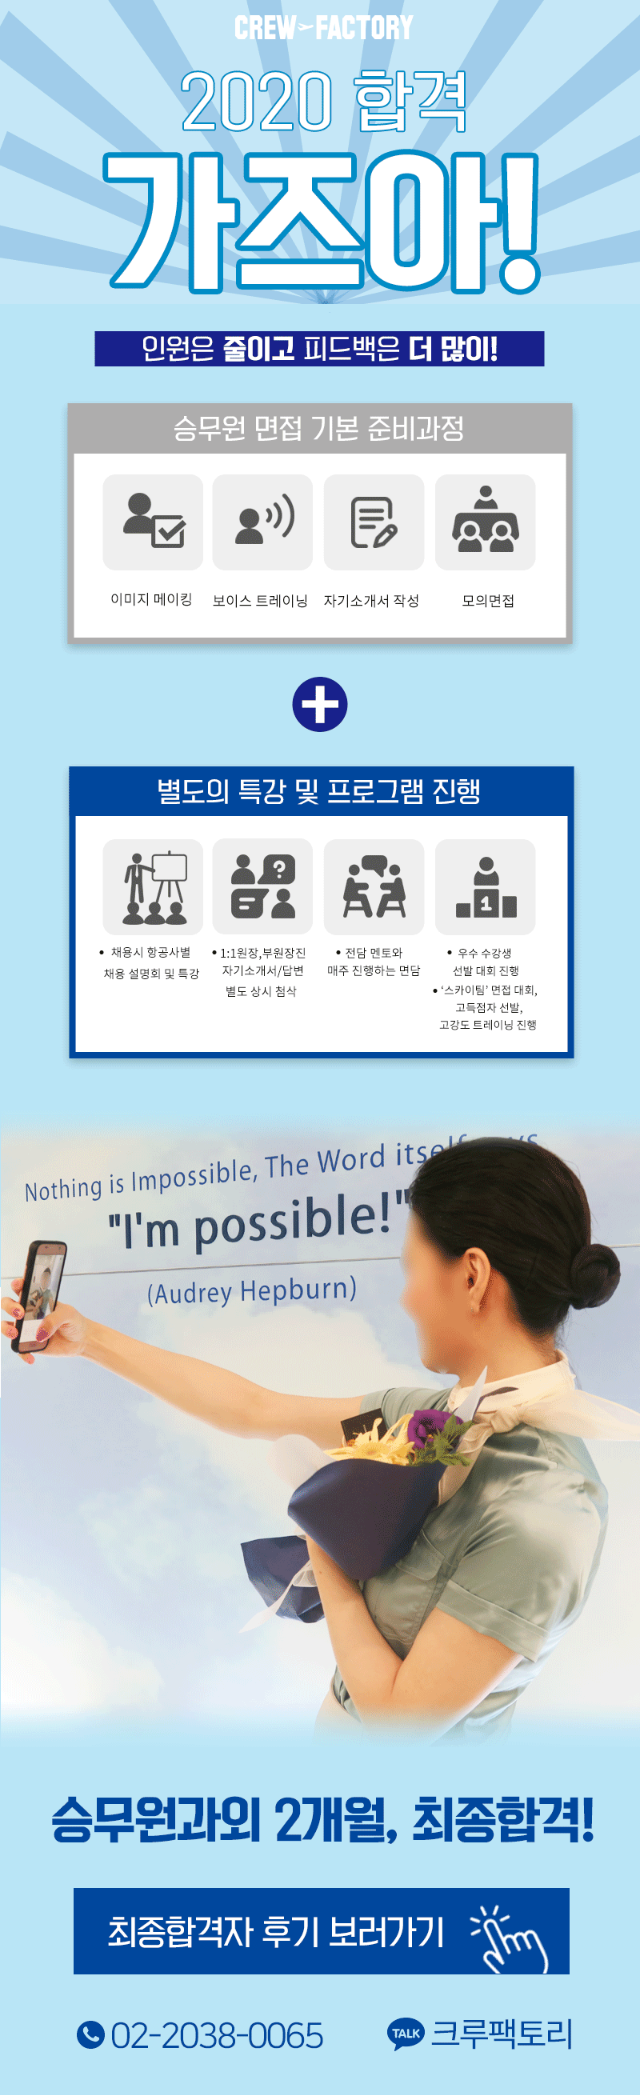 CREW FACTORY
2020 합격
가즈아!
인원은 줄이고 피드백은 더 많이!
승무원 면접 기본 준비과정
이미지 메이킹
보이스 트레이닝
자기소개서 작성
모의면접
별도의 특강 및 프로그램 진행
?
1
• 채용시 항공사별
채용 설명회 및 특강
• 1:1원장,부원장진
자기소개서/답변
별도 상시 첨삭
• 전담 멘토와
매주 진행하는 면담
• 우수 수강생
선발 대회 진행
• '스카이팀' 면접 대회,
고득점자 선발,
고강도 트레이닝 진행
Nothing is Impossible, The Word itself
"I'm possible!"
(Audrey Hepburn)
승무원과외 2개월, 최종합격!
최종합격자 후기 보러가기
02-2038-0065
TALK 크루팩토리